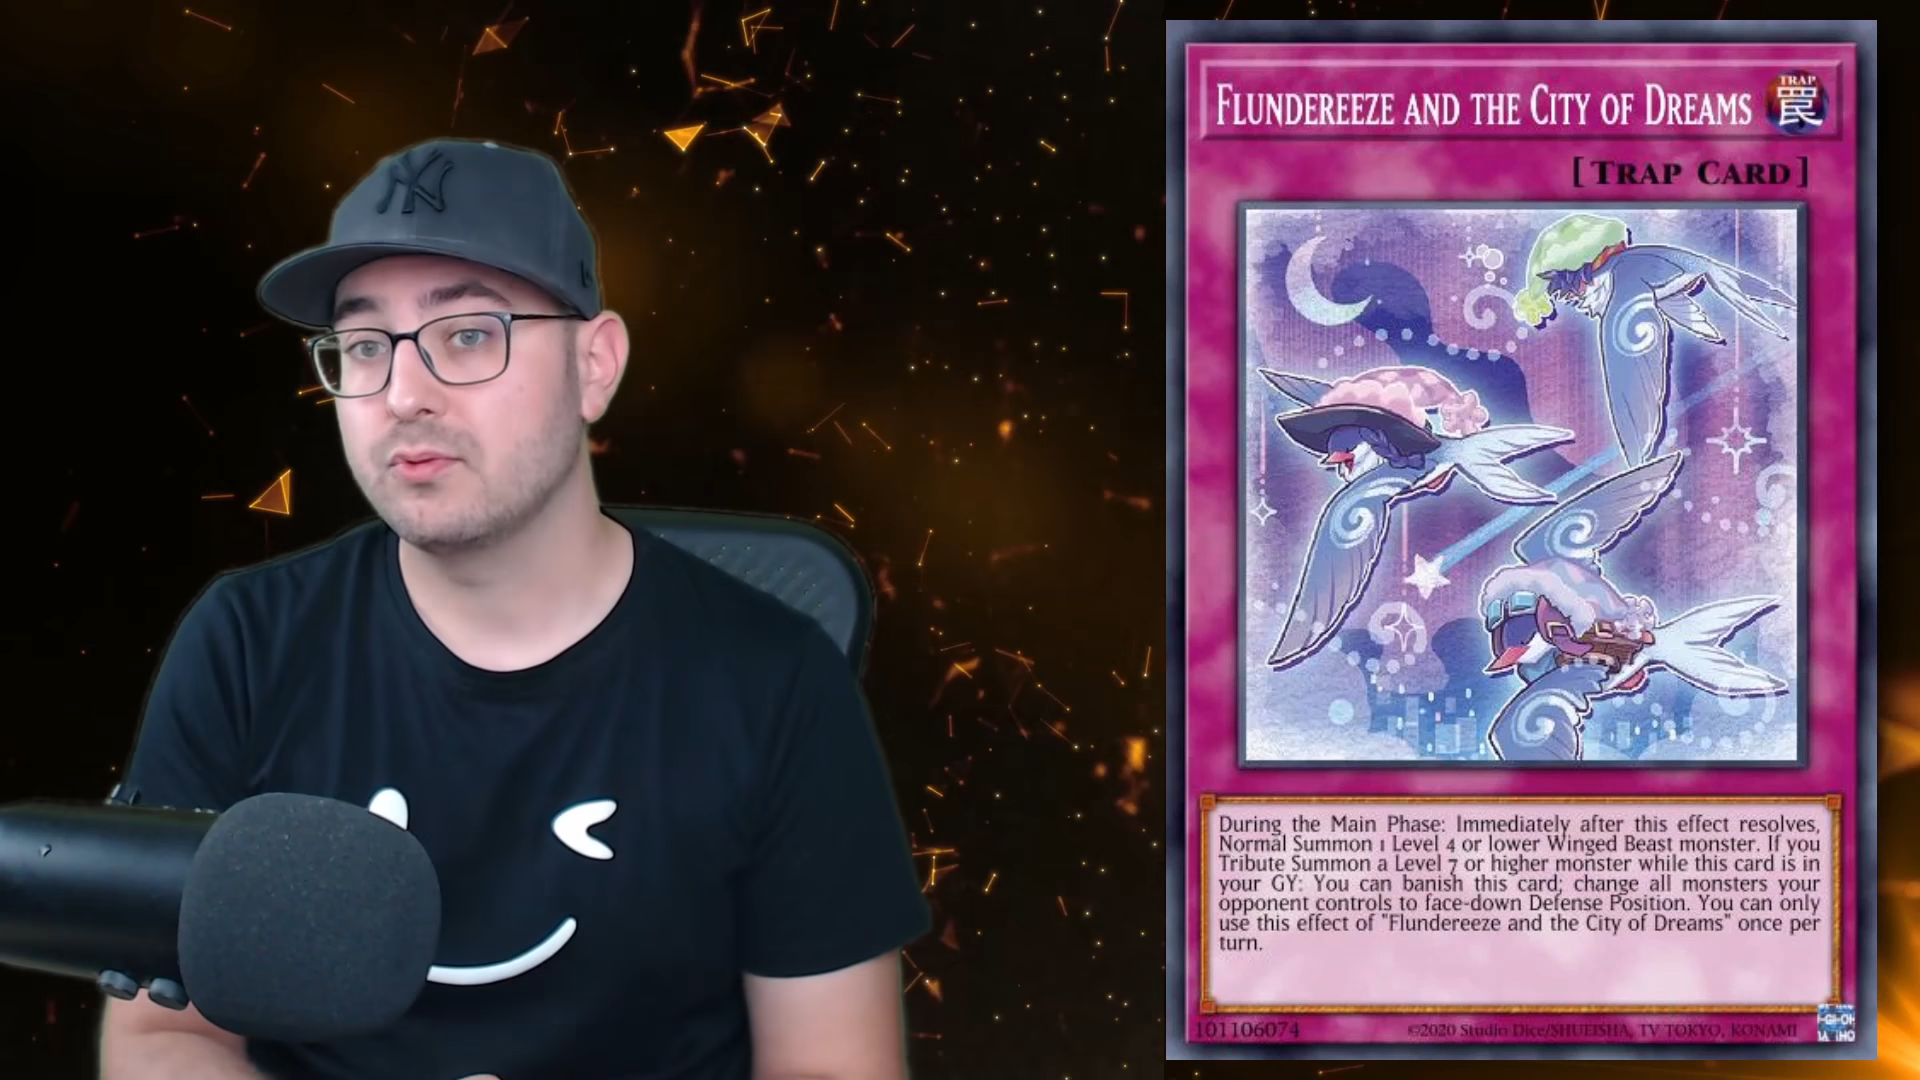 NY
FLUNDEREEZE AND THE CITY OF DREAMS
TRAP
罠
[TRAP CARD]
During the Main Phase: Immediately after this effect resolves,
Normal Summon 1 Level 4 or lower Winged Beast monster. If you
Tribute Summon a Level 7 or higher monster while this card is in
your GY: You can banish this card; change all monsters your
opponent controls to face-down Defense Position. You can only
use this effect of "Flundereeze and the City of Dreams" once per
turn.
101106074
©2020 Studio Dice/SHUEISHA, TV TOKYO, KONAMI